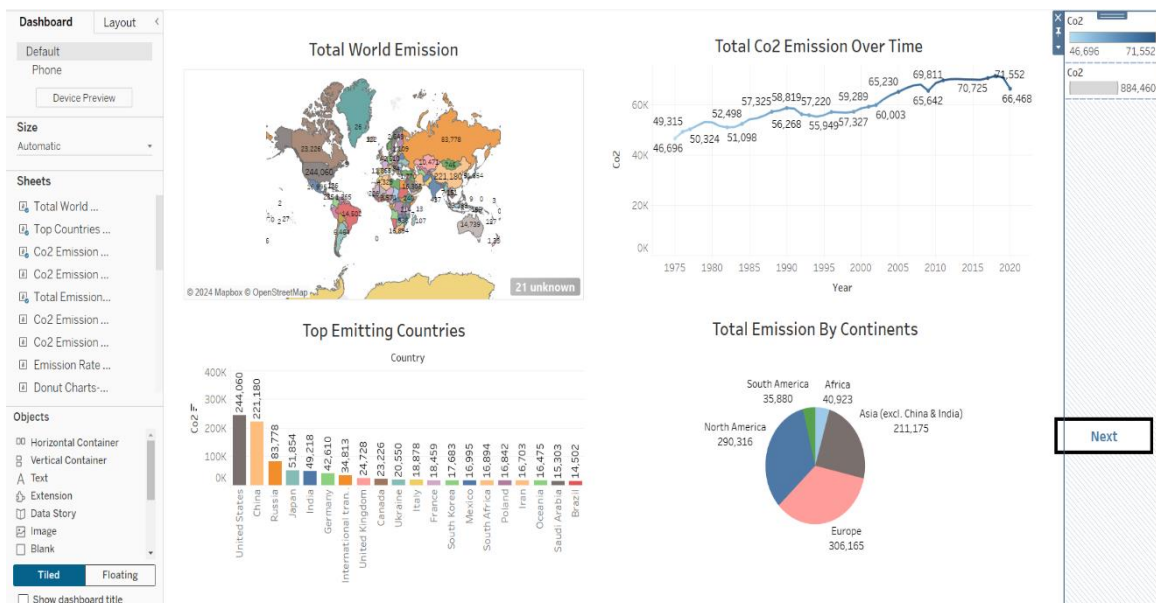 Dashboard
Layout
Default
Phone
Device Preview
Size
Automatic
Sheets
Total World ...
Top Countries ...
Co2 Emission ...
Co2 Emission ...
Total Emission...
Co2 Emission ...
Co2 Emission ...
Emission Rate ...
Donut Charts-...
Objects
Horizontal Container
Vertical Container
Text
Extension
Data Story
Image
Blank
Tiled
Floating
Show dashboard title
Total World Emission
23,226
244,060
83,778
10,471
221,180
14,502
14,739
© 2024 Mapbox © OpenStreetMap
21 unknown
Total Co2 Emission Over Time
Co2
60K
40K
20K
0K
49,315
46,696
50,324
52,498
51,098
57,325
58,819
56,268
57,220
55,949
59,289
57,327
65,230
60,003
69,811
65,642
70,725
71,552
66,468
1975
1980
1985
1990
1995
2000
2005
2010
2015
2020
Year
Top Emitting Countries
Country
Co2
400K
300K
200K
100K
0K
244,060
221,180
83,778
51,854
49,218
42,610
34,813
24,728
23,226
20,550
18,878
18,459
17,683
16,995
16,894
16,842
16,703
16,475
15,303
14,502
United States
China
Russia
Japan
India
Germany
International tran..
United Kingdom
Canada
Ukraine
Italy
France
South Korea
Mexico
South Africa
Poland
Iran
Oceania
Saudi Arabia
Brazil
Total Emission By Continents
South America
35,880
Africa
40,923
Asia (excl. China & India)
211,175
North America
290,316
Europe
306,165
Co2
46,696
71,552
Co2
884,460
Next